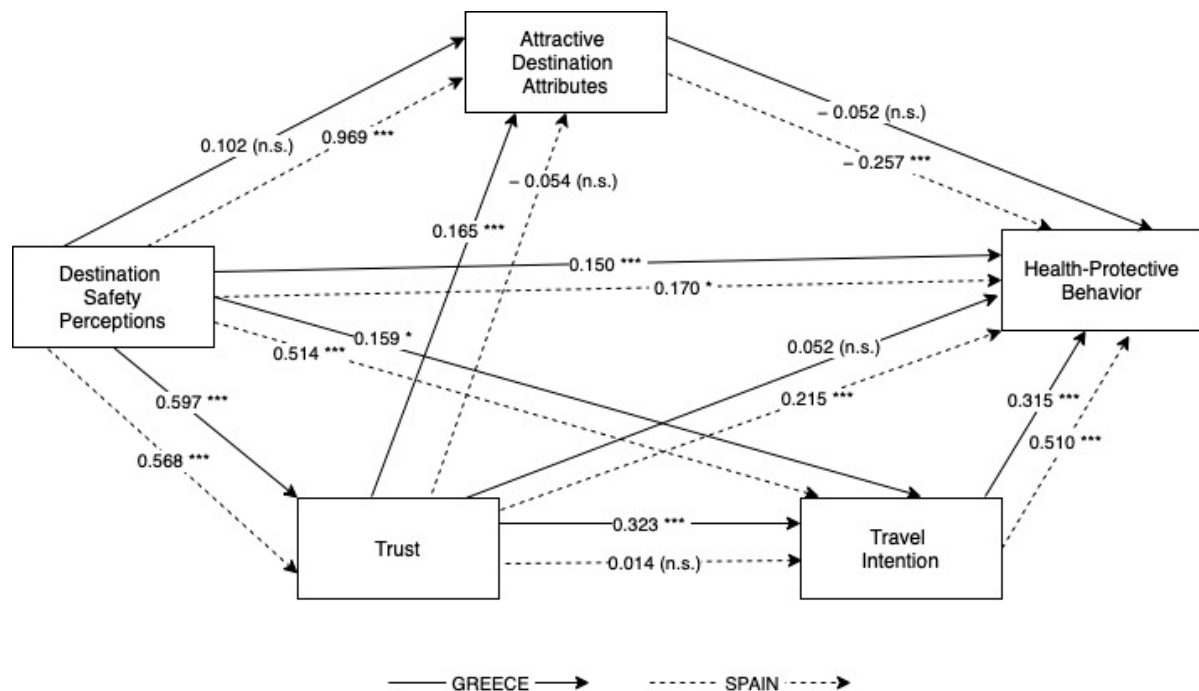 Attractive
Destination
Attributes
− 0.052 (n.s.)
0.102 (n.s.)
0.969 ***
− 0.257 ***
− 0.054 (n.s.)
0.165 ***
Destination
Safety
Perceptions
0.150 ***
0.170 *
Health-Protective
Behavior
0.159 *
0.514 ***
0.052 (n.s.)
0.597 ***
0.215 ***
0.315 ***
0.568 ***
0.510 ***
Trust
0.323 ***
0.014 (n.s.)
Travel
Intention
GREECE
SPAIN